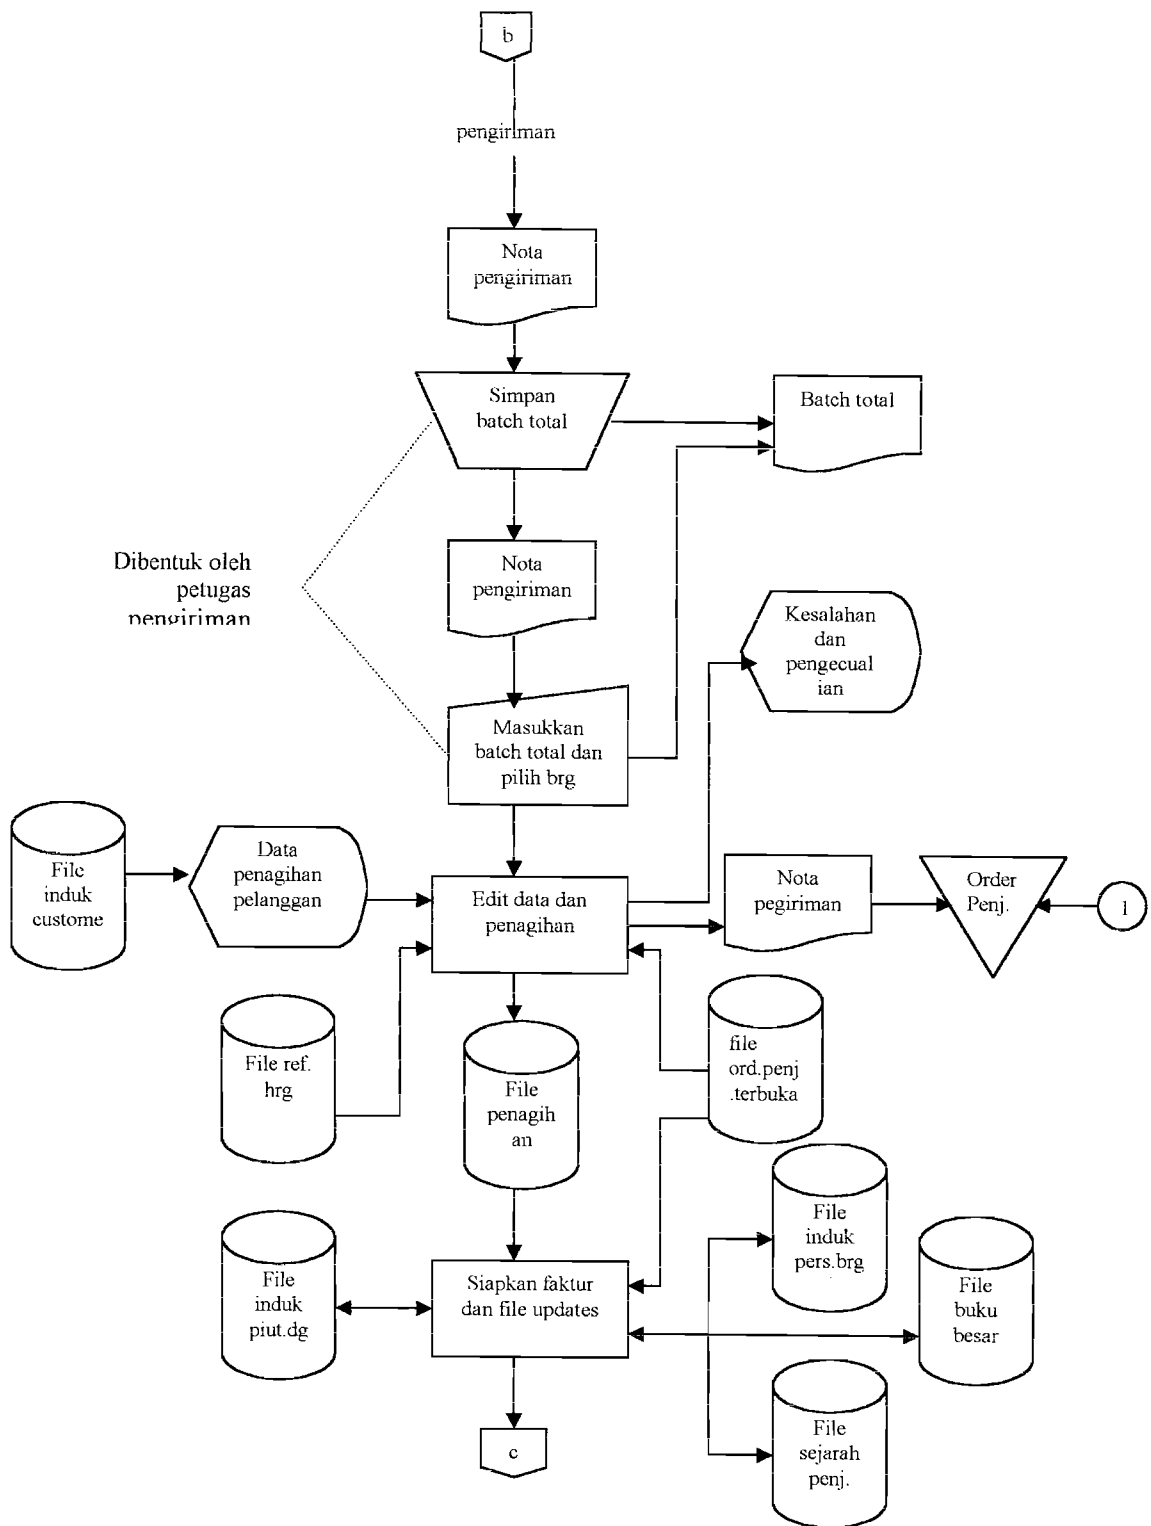 b
pengiriman
Nota
pengiriman
Simpan
batch total
Batch total
Nota
pengiriman
Dibentuk oleh
petugas
pengiriman
Kesalahan
dan
pengecual
ian
Masukkan
batch total dan
pilih brg
File
induk
custome
Data
penagihan
pelanggan
Edit data dan
penagihan
Nota
pegiriman
Order
Penj.
1
File ref.
hrg
File
penagih
an
file
ord.penj
.terbuka
File
induk
piut.dg
Siapkan faktur
dan file updates
File
induk
pers.brg
File
buku
besar
File
sejarah
penj.
c